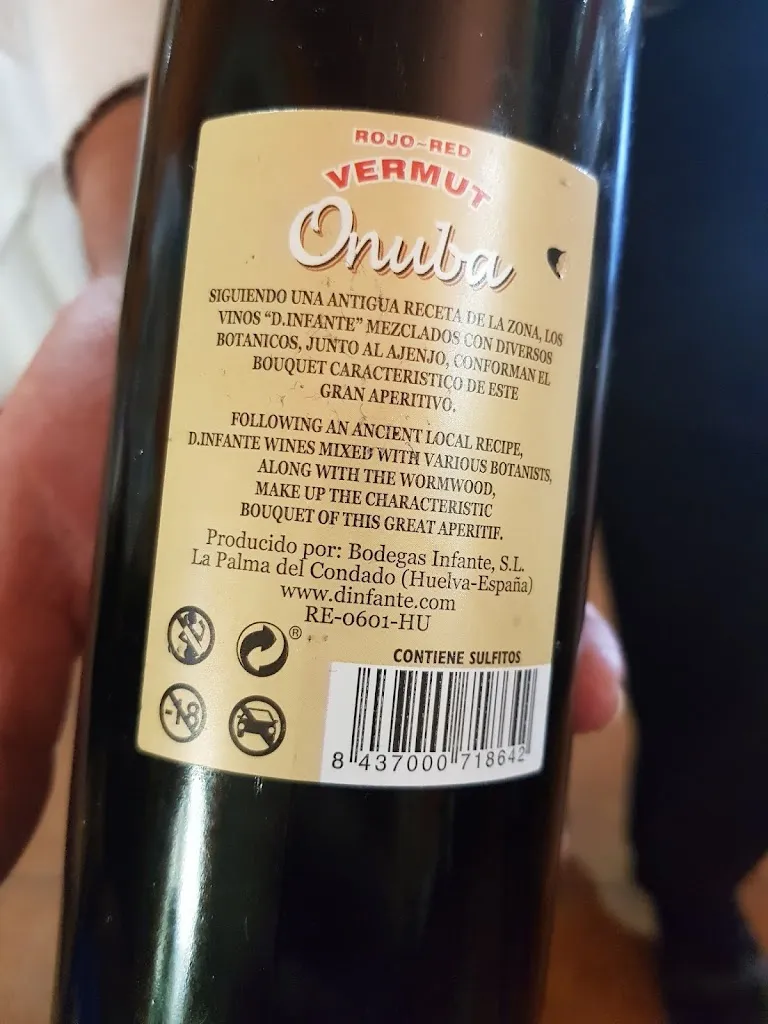 ROJO~RED
VERMUT
Onuba
SIGUIENDO UNA ANTIGUA RECETA DE LA ZONA, LOS
VINOS “D.INFANTE” MEZCLADOS CON DIVERSOS
BOTANICOS, JUNTO AL AJENJO, CONFORMAN EL
BOUQUET CARACTERISTICO DE ESTE
GRAN APERITIVO.
FOLLOWING AN ANCIENT LOCAL RECIPE,
D.INFANTE WINES MIXED WITH VARIOUS BOTANISTS,
ALONG WITH THE WORMWOOD,
MAKE UP THE CHARACTERISTIC
BOUQUET OF THIS GREAT APERITIF.
Producido por: Bodegas Infante, S.L.
La Palma del Condado (Huelva-España)
www.dinfante.com
RE-0601-HU
®
CONTIENE SULFITOS
-18
8 437000 718642